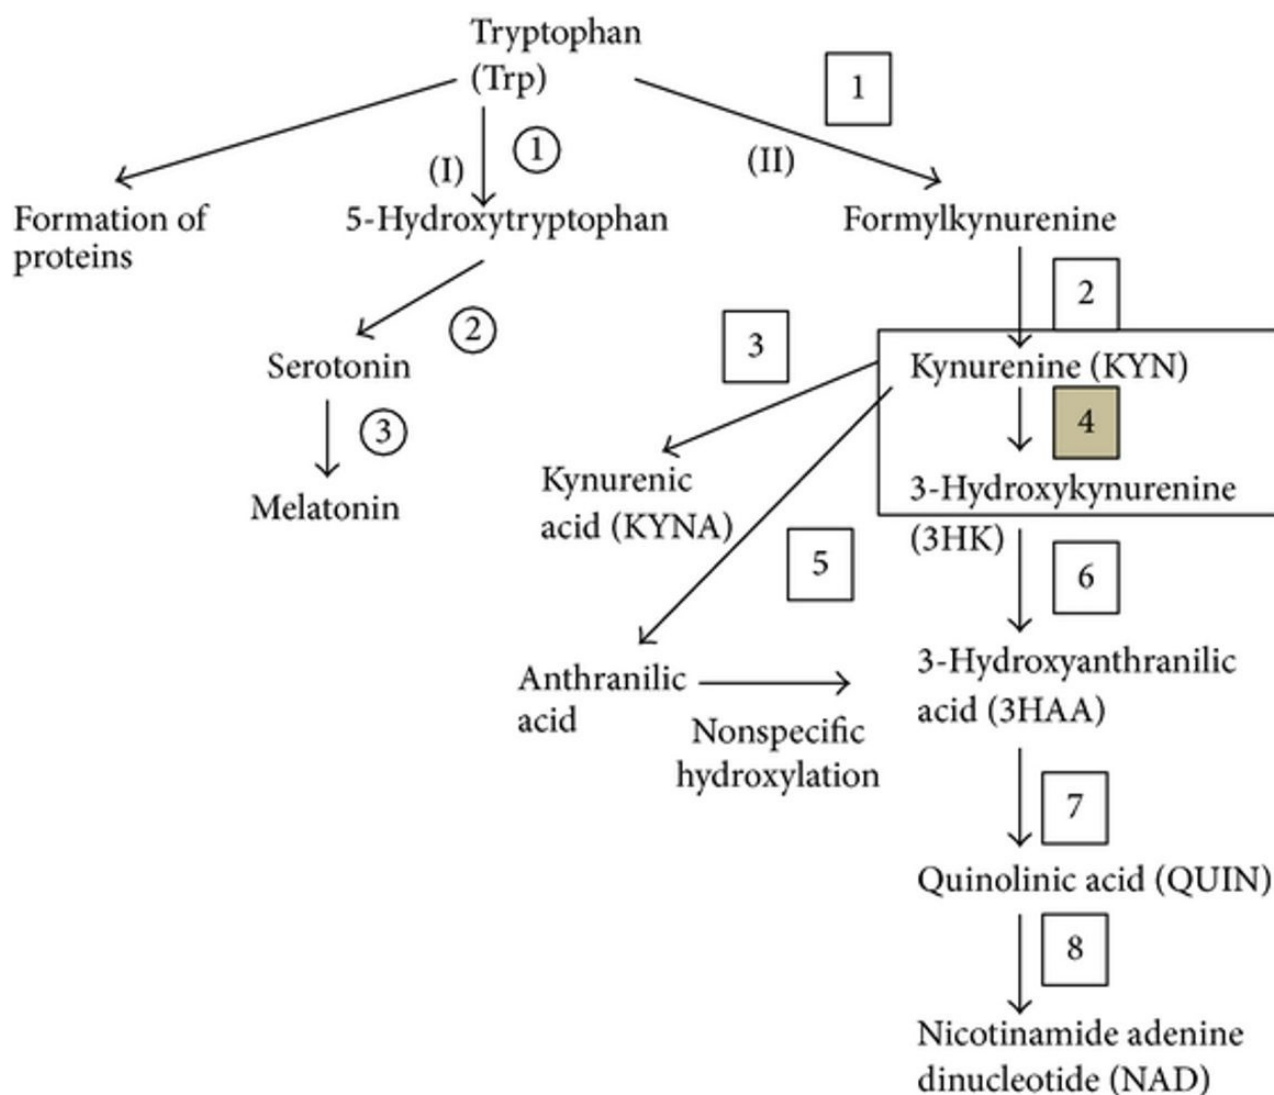 Tryptophan
(Trp)
1
(I)
1
(II)
Formation of
proteins
5-Hydroxytryptophan
Formylkynurenine
2
2
3
Serotonin
Kynurenine (KYN)
3
4
Melatonin
Kynurenic
acid (KYNA)
3-Hydroxykynurenine
(3HK)
5
6
Anthranilic
acid
Nonspecific
hydroxylation
3-Hydroxyanthranilic
acid (3HAA)
7
Quinolinic acid (QUIN)
8
Nicotinamide adenine
dinucleotide (NAD)